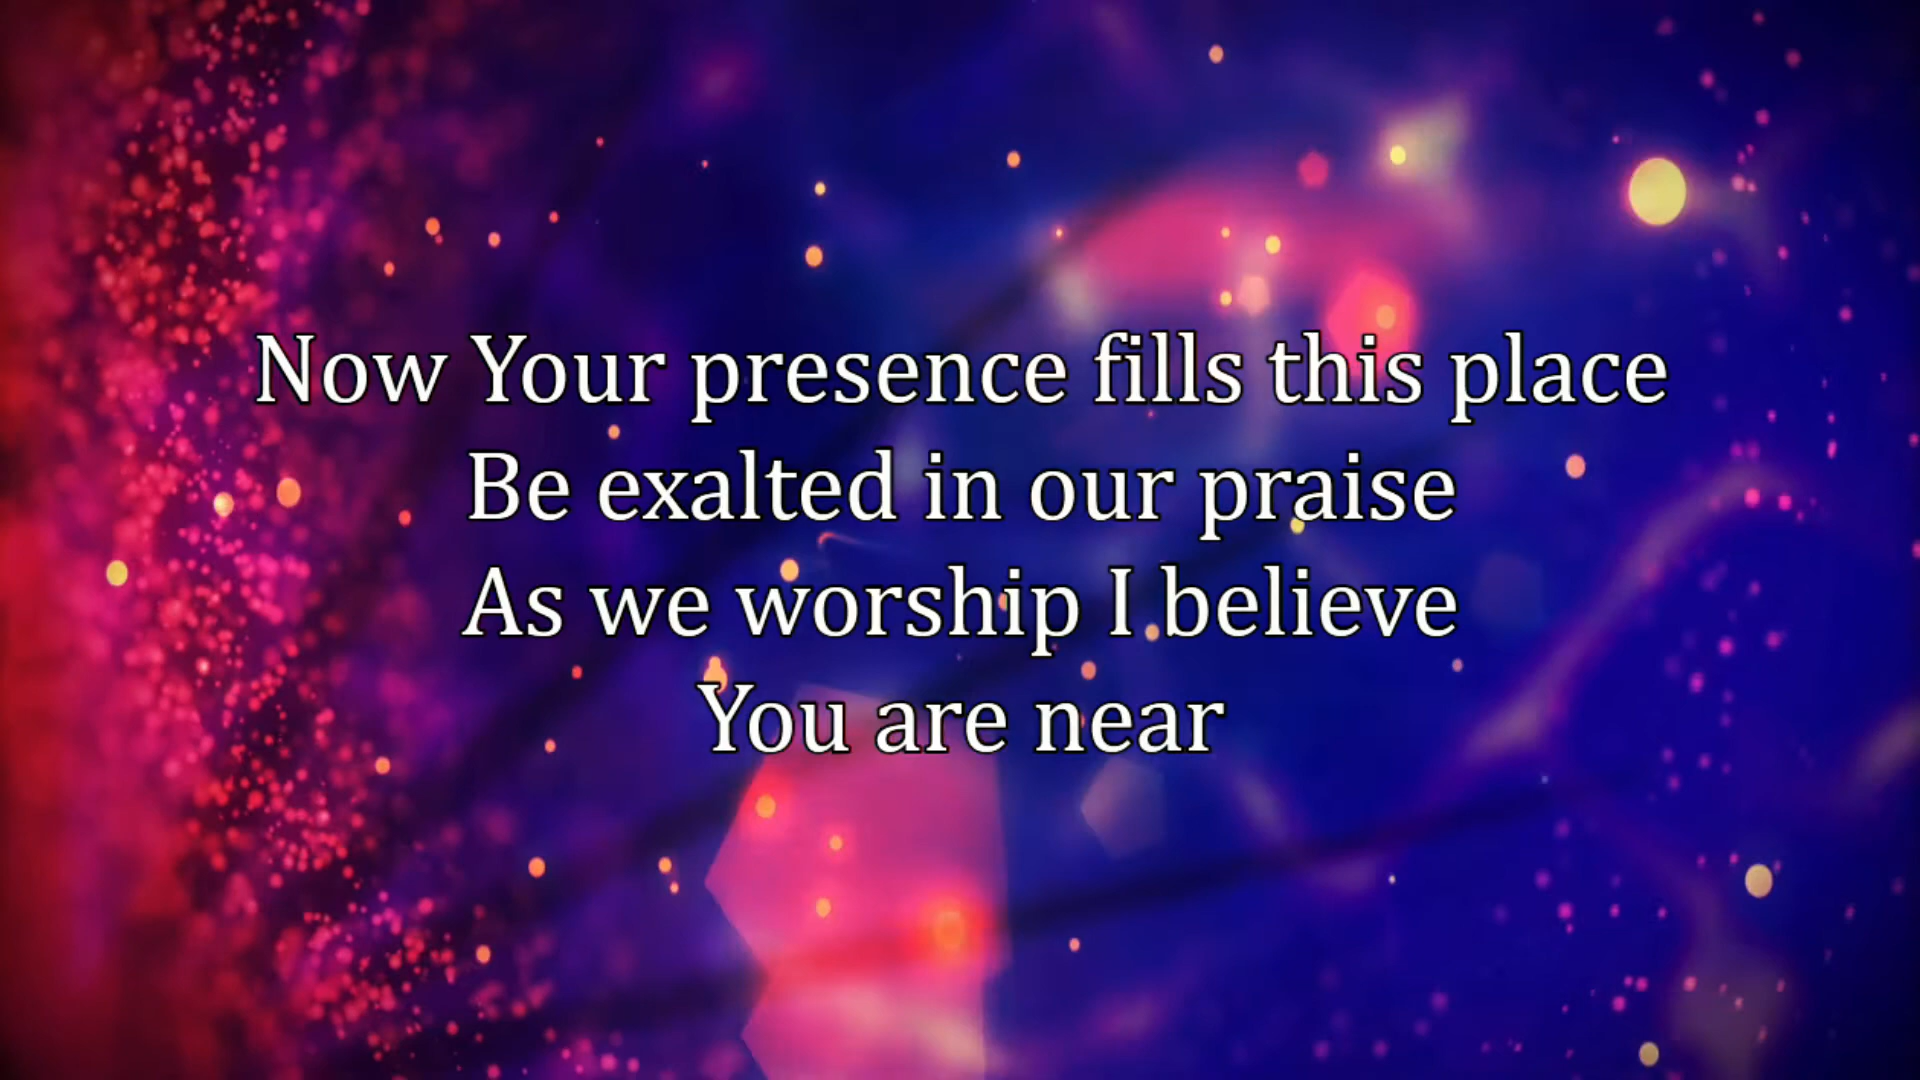 Now Your presence fills this place
Be exalted in our praise
As we worship I believe
You are near